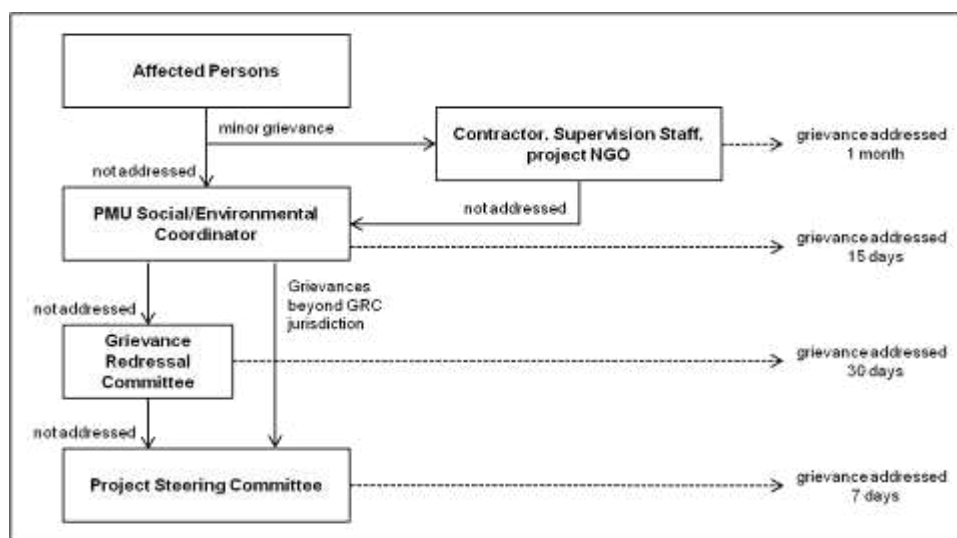 Affected Persons
minor grievance
Contractor, Supervision Staff,
project NGO
grievance addressed
1 month
not addressed
not addressed
PMU Social/Environmental
Coordinator
grievance addressed
15 days
not addressed
Grievances
beyond GRC
jurisdiction
Grievance
Redressal
Committee
grievance addressed
30 days
not addressed
Project Steering Committee
grievance addressed
7 days